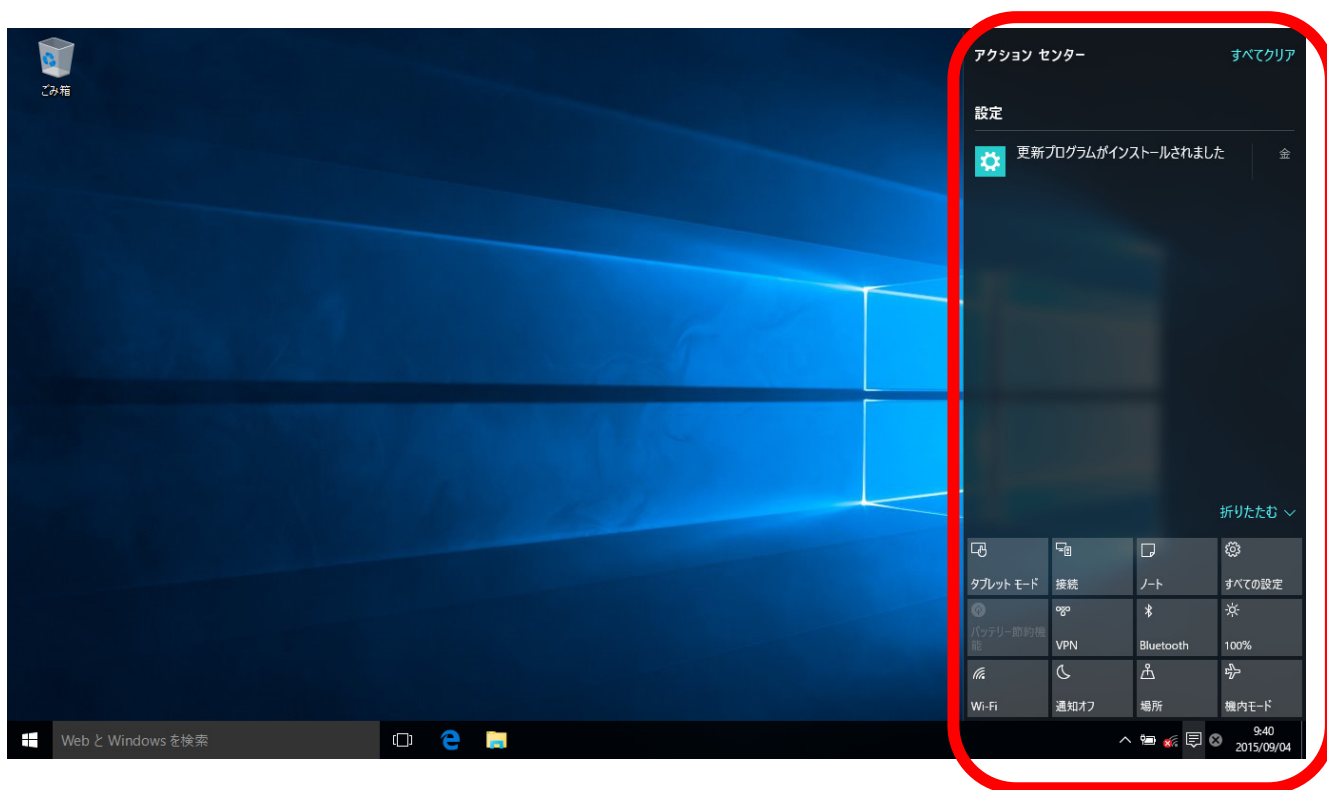 ごみ箱
アクション センター すべてクリア
設定
更新プログラムがインストールされました 金
折りたたむ
タブレット モード 接続 ノート すべての設定
バッテリー節約機
能
VPN Bluetooth 100%
Wi-Fi 通知オフ 場所 機内モード
Web と Windows を検索
9:40
2015/09/04